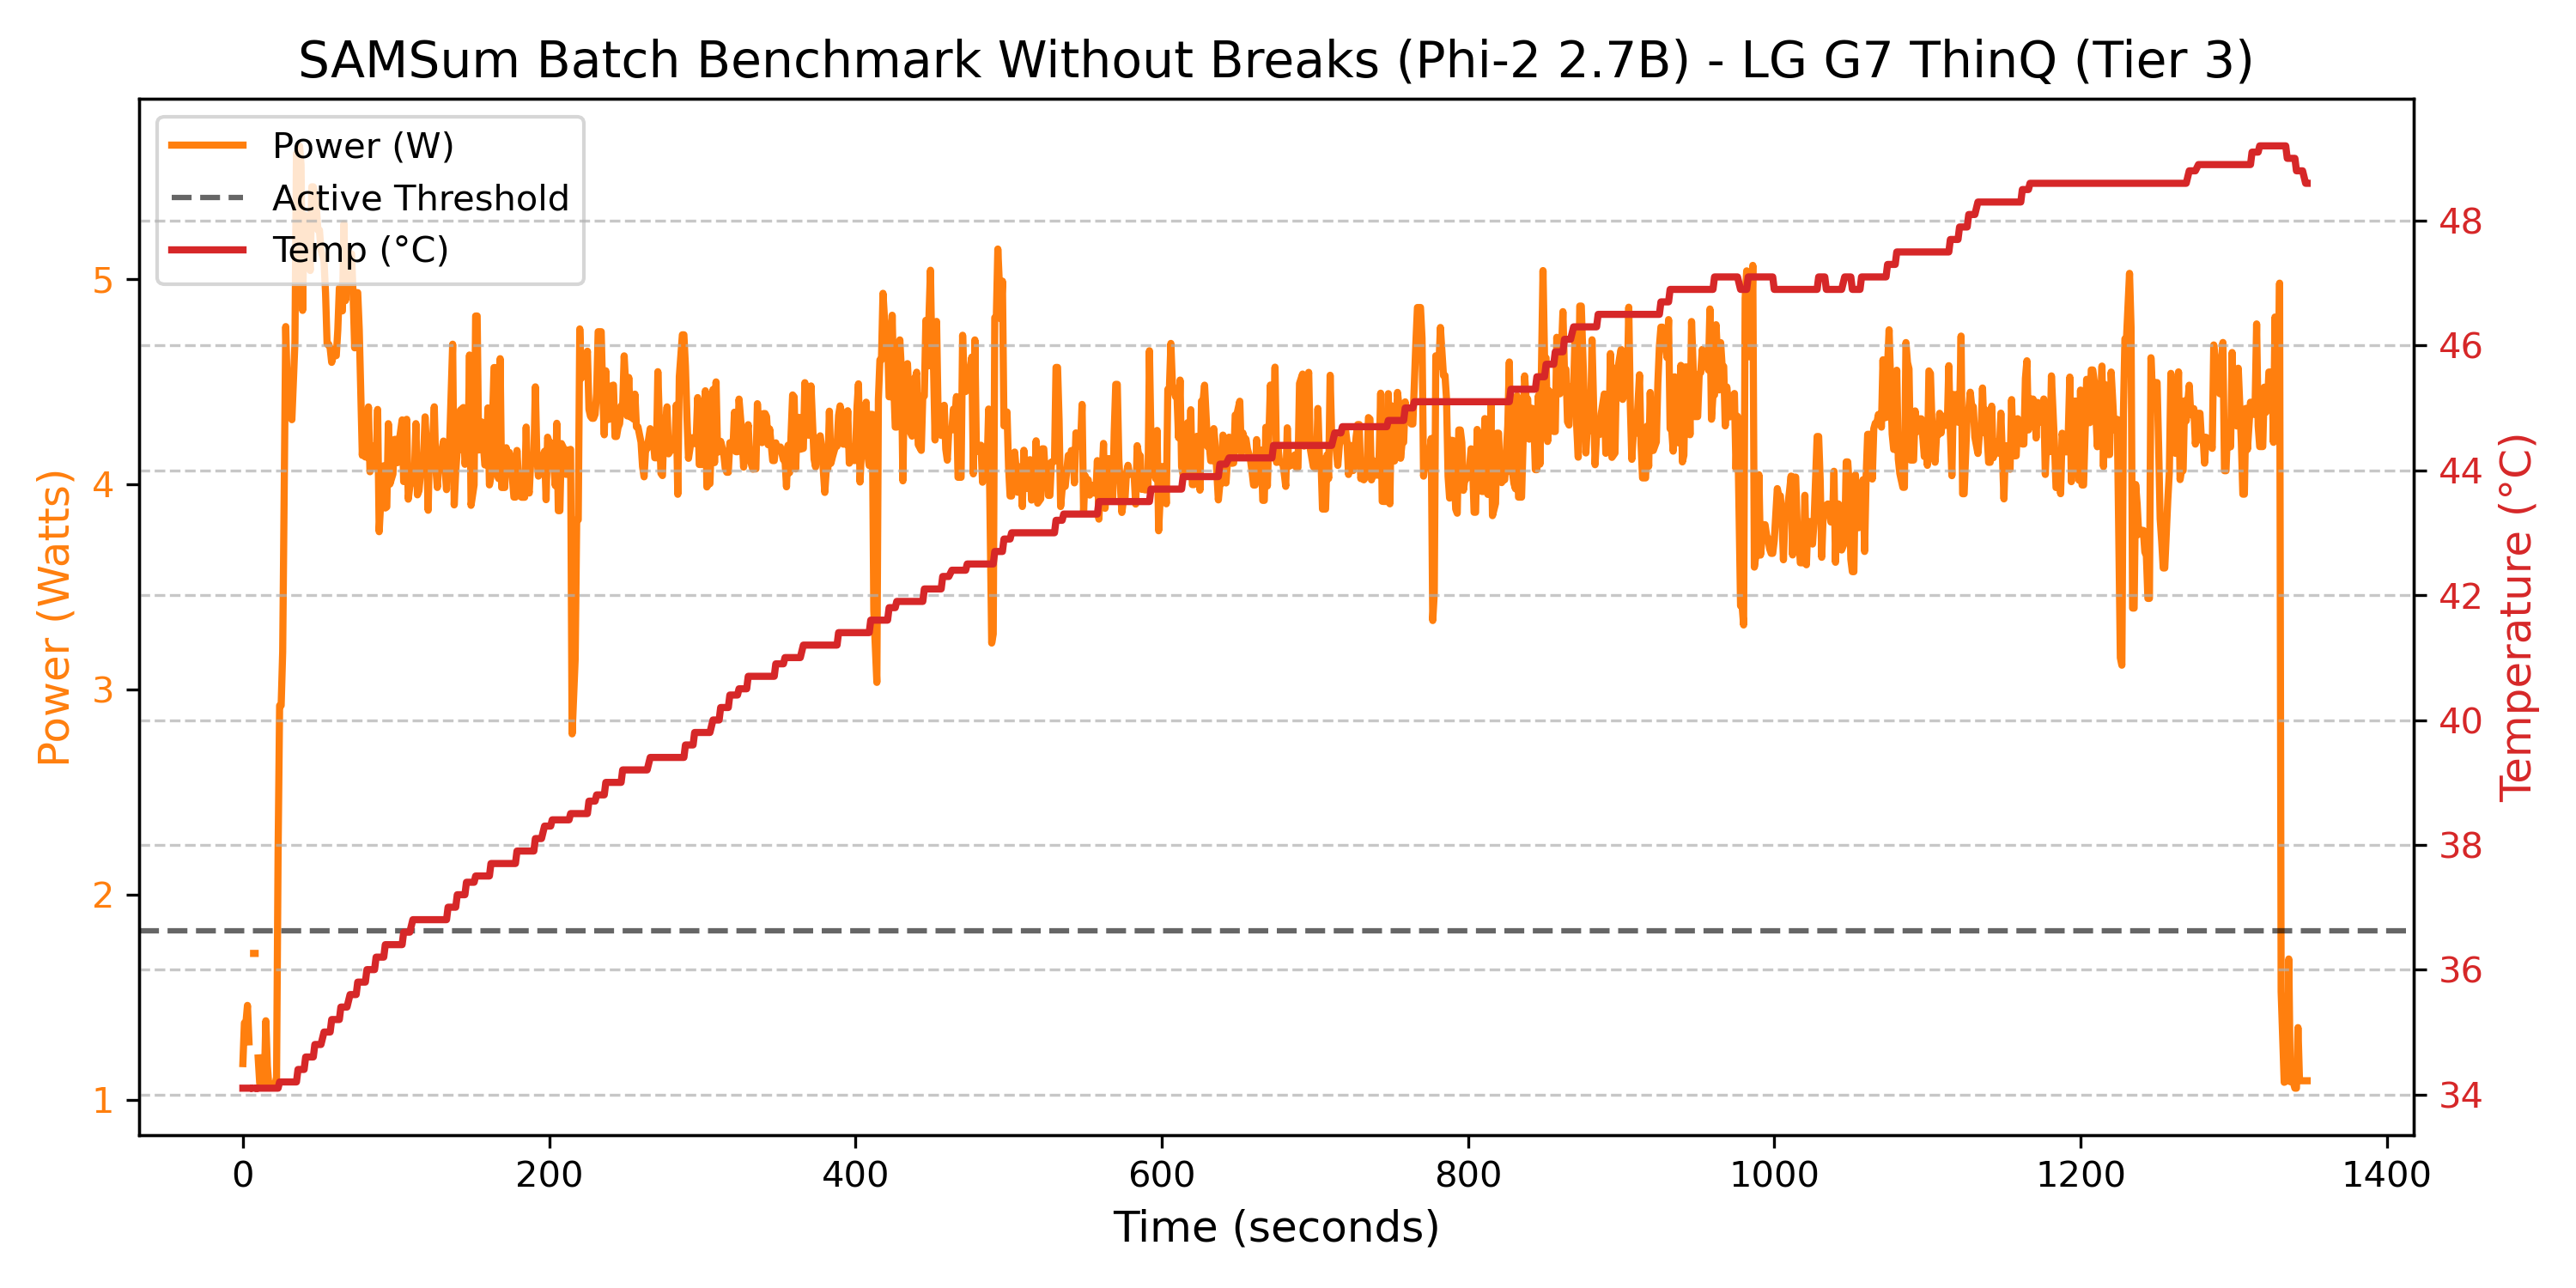 SAMSum Batch Benchmark Without Breaks (Phi-2 2.7B) - LG G7 ThinQ (Tier 3)
Power (W)
Active Threshold
Temp (°C)
Power (Watts)
5
4
3
2
1
48
46
44
42
40
38
36
34
Temperature (°C)
0 200 400 600 800 1000 1200 1400
Time (seconds)